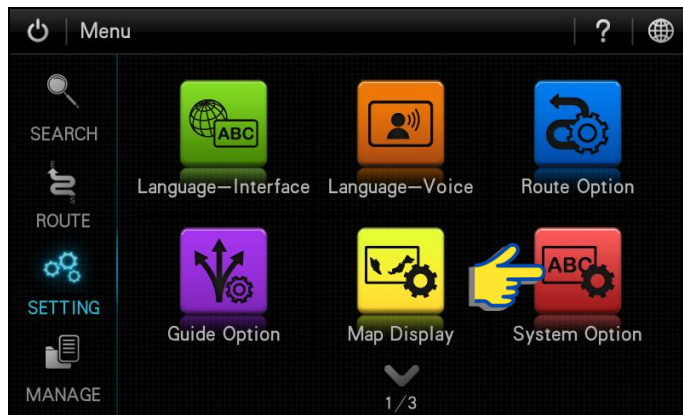 Menu ?
SEARCH
ROUTE
SETTING
MANAGE
ABC
Language—Interface Language—Voice Route Option
ABC
Guide Option Map Display System Option
1/3